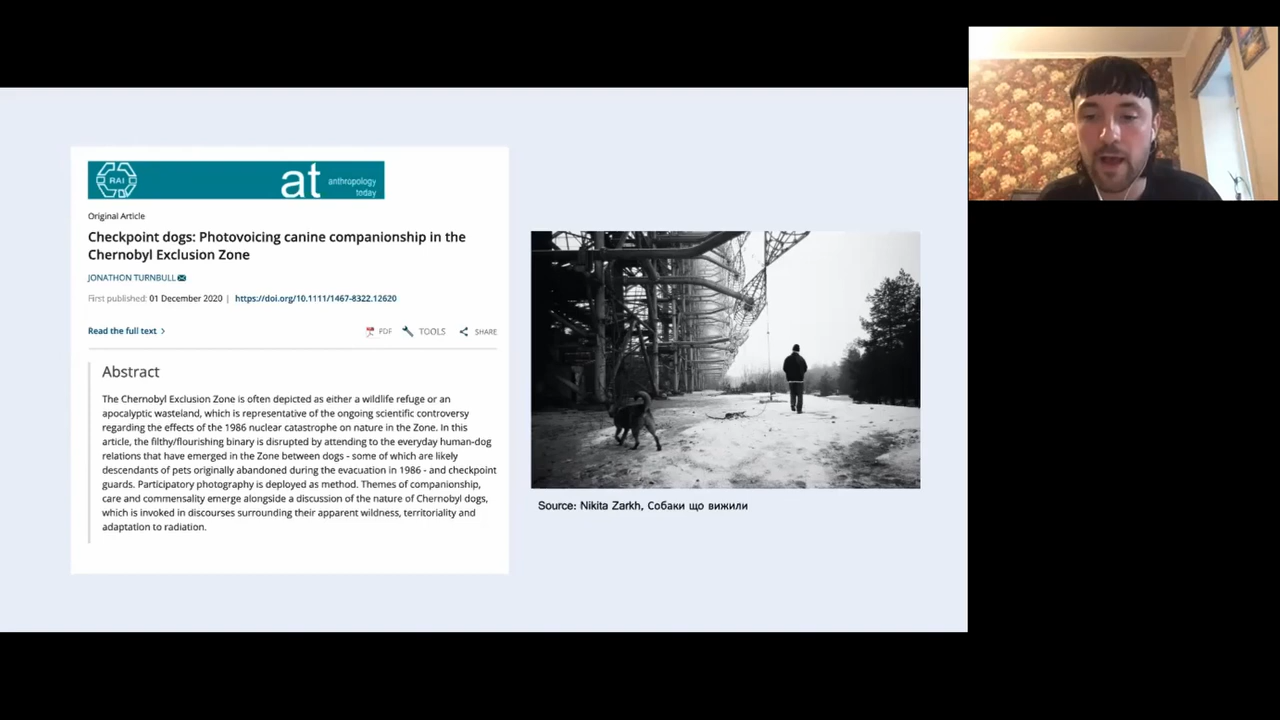 RAI
at anthropology
today
Original Article
Checkpoint dogs: Photovoicing canine companionship in the
Chernobyl Exclusion Zone
JONATHON TURNBULL
First published: 01 December 2020 | https://doi.org/10.1111/1467-8322.12620
Read the full text >
PDF TOOLS SHARE
Abstract
The Chernobyl Exclusion Zone is often depicted as either a wildlife refuge or an
apocalyptic wasteland, which is representative of the ongoing scientific controversy
regarding the effects of the 1986 nuclear catastrophe on nature in the Zone. In this
article, the filthy/flourishing binary is disrupted by attending to the everyday human-dog
relations that have emerged in the Zone between dogs - some of which are likely
descendants of pets originally abandoned during the evacuation in 1986 - and checkpoint
guards. Participatory photography is deployed as method. Themes of companionship,
care and commensality emerge alongside a discussion of the nature of Chernobyl dogs,
which is invoked in discourses surrounding their apparent wildness, territoriality and
adaptation to radiation.
Source: Nikita Zarkh, Собаки що вижили